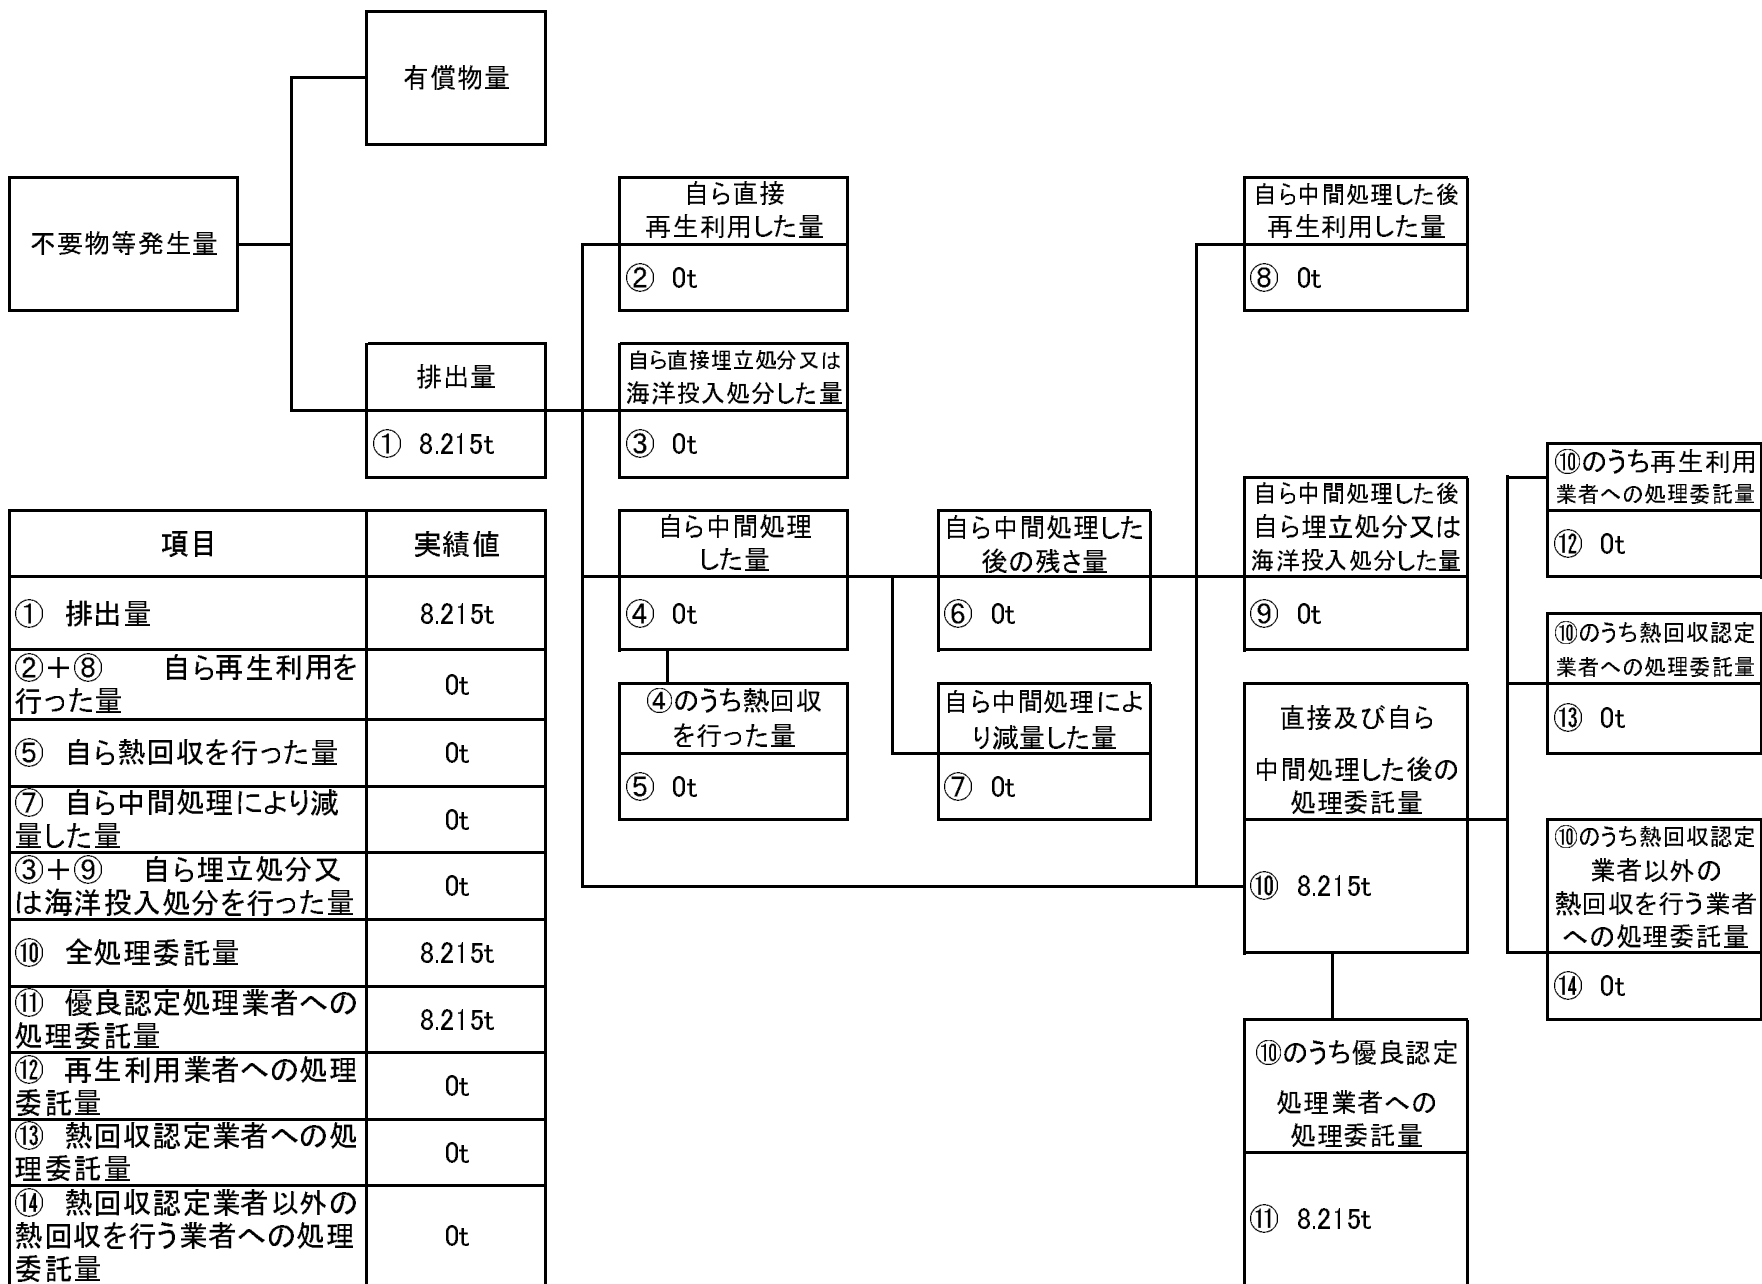 有償物量
不要物等発生量
排出量
① 8.215t
自ら直接
再生利用した量
② 0t
自ら直接埋立処分又は
海洋投入処分した量
③ 0t
自ら中間処理
した量
④ 0t
④のうち熱回収
を行った量
⑤ 0t
自ら中間処理した
後の残さ量
⑥ 0t
自ら中間処理によ
り減量した量
⑦ 0t
自ら中間処理した後
再生利用した量
⑧ 0t
自ら中間処理した後
自ら埋立処分又は
海洋投入処分した量
⑨ 0t
直接及び自ら
中間処理した後の
処理委託量
⑩ 8.215t
⑩のうち優良認定
処理業者への
処理委託量
⑪ 8.215t
⑩のうち再生利用
業者への処理委託量
⑫ 0t
⑩のうち熱回収認定
業者への処理委託量
⑬ 0t
⑩のうち熱回収認定
業者以外の
熱回収を行う業者
への処理委託量
⑭ 0t
項目 実績値
① 排出量 8.215t
②+⑧ 自ら再生利用を
行った量 0t
⑤ 自ら熱回収を行った量 0t
⑦ 自ら中間処理により減
量した量 0t
③+⑨ 自ら埋立処分又
は海洋投入処分を行った量 0t
⑩ 全処理委託量 8.215t
⑪ 優良認定処理業者への
処理委託量 8.215t
⑫ 再生利用業者への処理
委託量 0t
⑬ 熱回収認定業者への処
理委託量 0t
⑭ 熱回収認定業者以外の
熱回収を行う業者への処理
委託量 0t